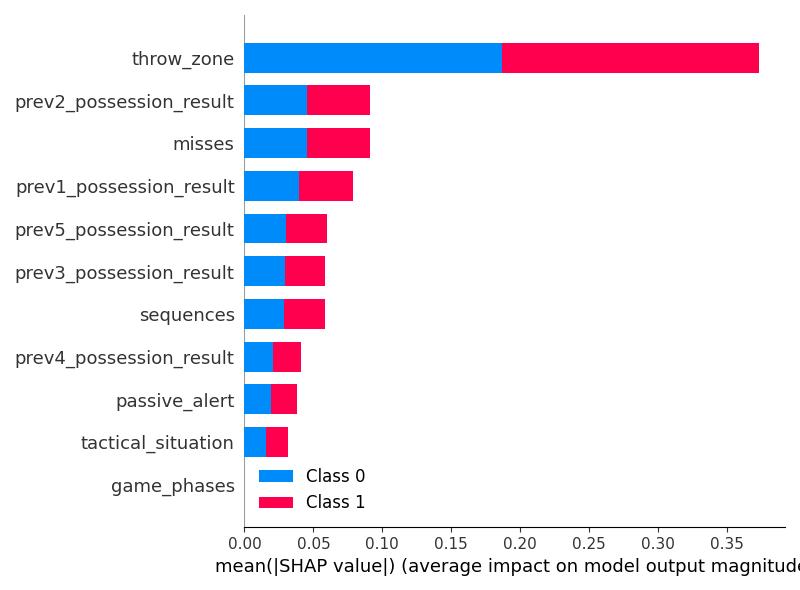 throw_zone
prev2_possession_result
misses
prev1_possession_result
prev5_possession_result
prev3_possession_result
sequences
prev4_possession_result
passive_alert
tactical_situation
game_phases
Class 0
Class 1
0.00 0.05 0.10 0.15 0.20 0.25 0.30 0.35
mean(|SHAP value|) (average impact on model output magnitude